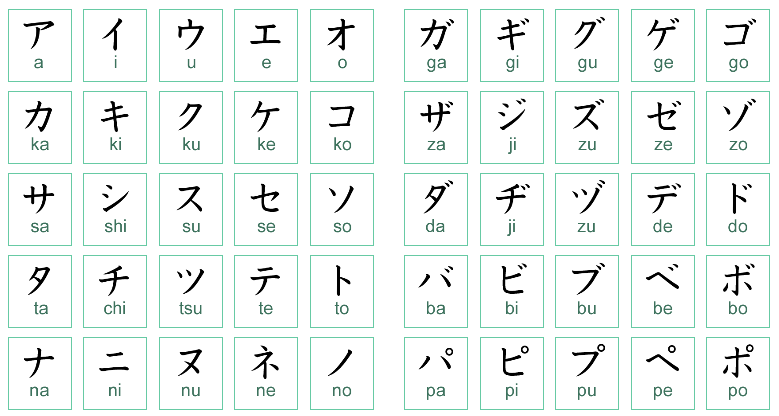 ア イ ウ エ オ ガ ギ グ ゲ ゴ
a i u e o ga gi gu ge go
カ キ ク ケ コ ザ ジ ズ ゼ ゾ
ka ki ku ke ko za ji zu ze zo
サ シ ス セ ソ ダ ヂ ヅ デ ド
sa shi su se so da ji zu de do
タ チ ツ テ ト バ ビ ブ ベ ボ
ta chi tsu te to ba bi bu be bo
ナ ニ ヌ ネ ノ パ ピ プ ペ ポ
na ni nu ne no pa pi pu pe po